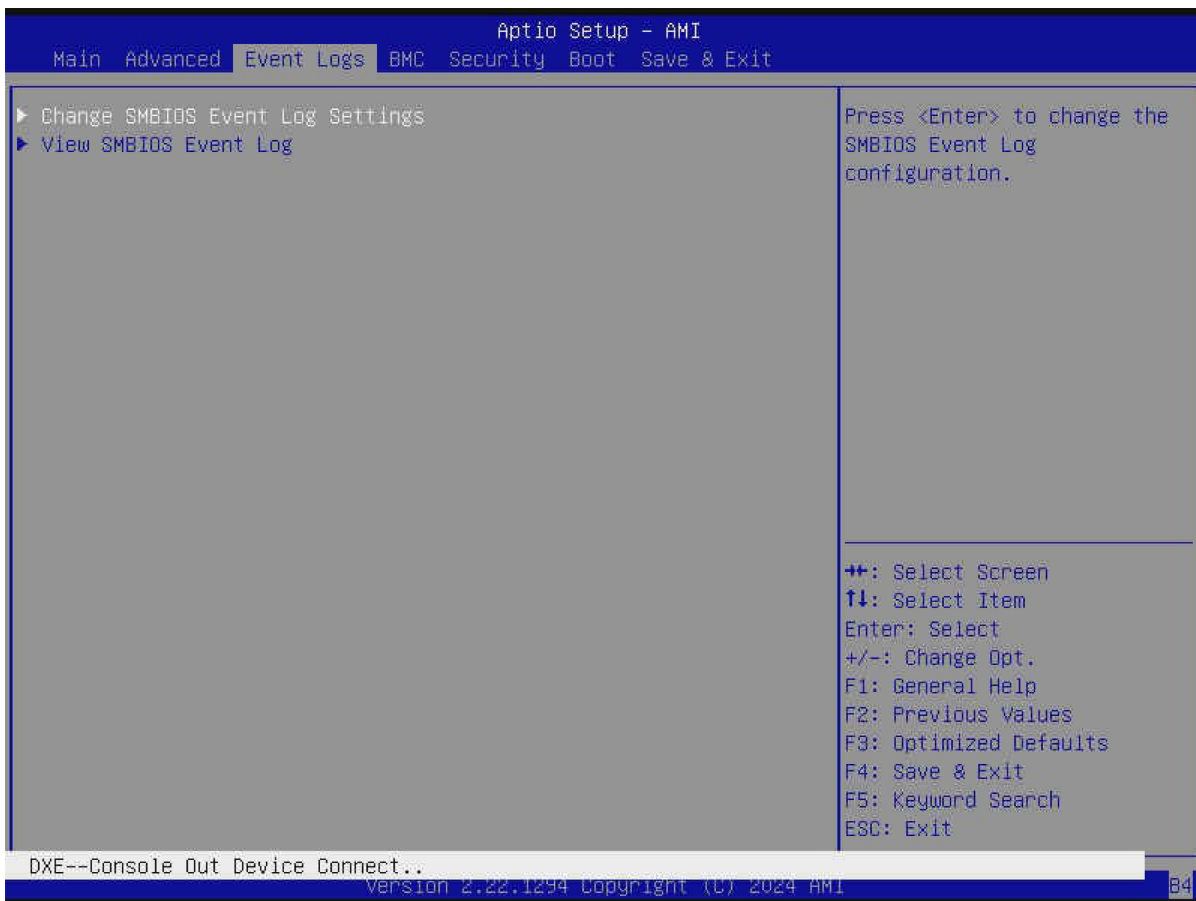 Aptio Setup – AMI
Main Advanced Event Logs BMC Security Boot Save & Exit
▶ Change SMBIOS Event Log Settings
▶ View SMBIOS Event Log
Press <Enter> to change the
SMBIOS Event Log
configuration.
→←: Select Screen
↑↓: Select Item
Enter: Select
+/-: Change Opt.
F1: General Help
F2: Previous Values
F3: Optimized Defaults
F4: Save & Exit
F5: Keyword Search
ESC: Exit
DXE--Console Out Device Connect..
Version 2.22.1294 Copyright (C) 2024 AMI
B4